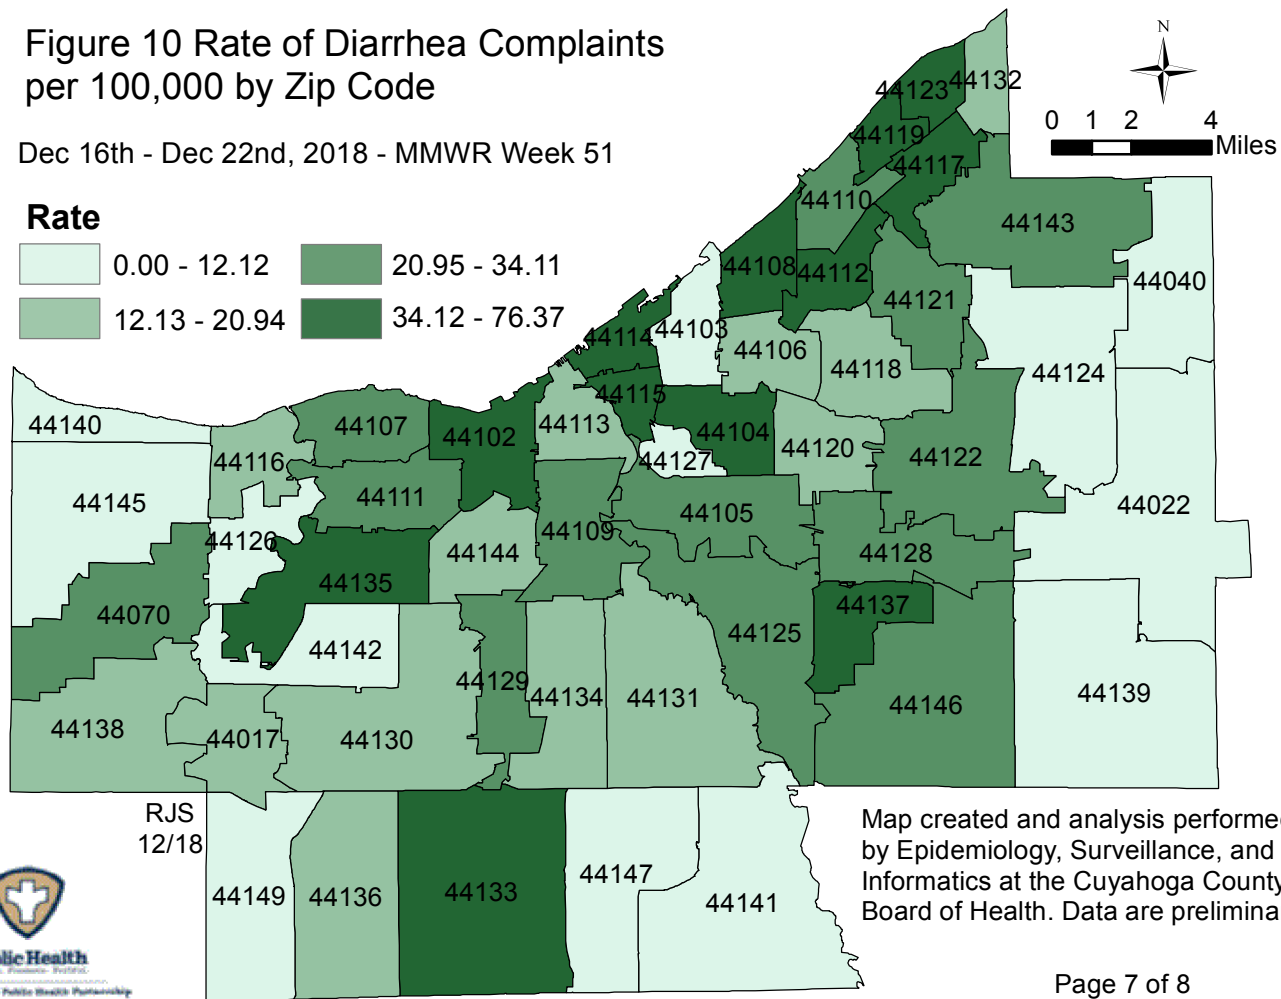 Figure 10 Rate of Diarrhea Complaints
per 100,000 by Zip Code
Dec 16th - Dec 22nd, 2018 - MMWR Week 51
N
0 1 2 4
Miles
Rate
0.00 - 12.12
20.95 - 34.11
12.13 - 20.94
34.12 - 76.37
44123
44132
44119
44117
44110
44143
44108
44112
44040
44121
44114
44103
44106
44118
44124
44115
44140
44107
44102
44113
44104
44120
44122
44116
44127
44145
44111
44105
44022
44126
44109
44144
44128
44135
44070
44137
44125
44142
44129
44134
44131
44139
44146
44138
44017
44130
RJS
12/18
44149
44136
44133
44147
44141
Map created and analysis performed
by Epidemiology, Surveillance, and
Informatics at the Cuyahoga County
Board of Health. Data are prelimina
lic Health
Public Health Partnership
Page 7 of 8